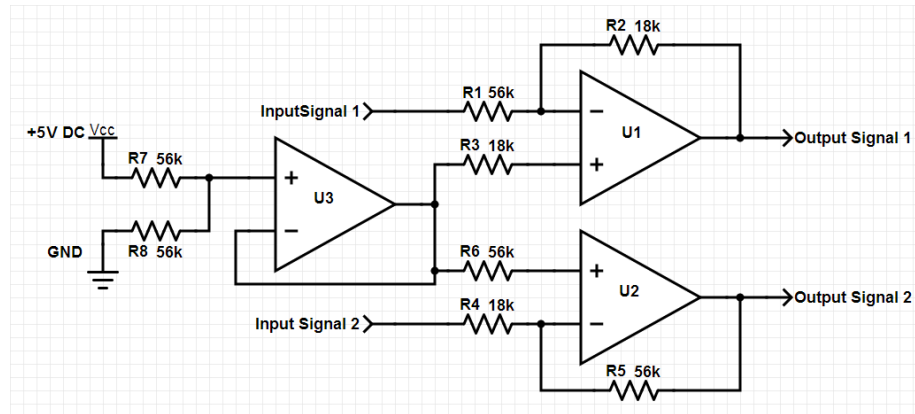 R2 18k
R1 56k
InputSignal 1
+5V DC Vcc
U1
Output Signal 1
R7 56k
R3 18k
+
+
U3
−
−
GND
R8 56k
R6 56k
+
U2
Output Signal 2
R4 18k
Input Signal 2
−
R5 56k